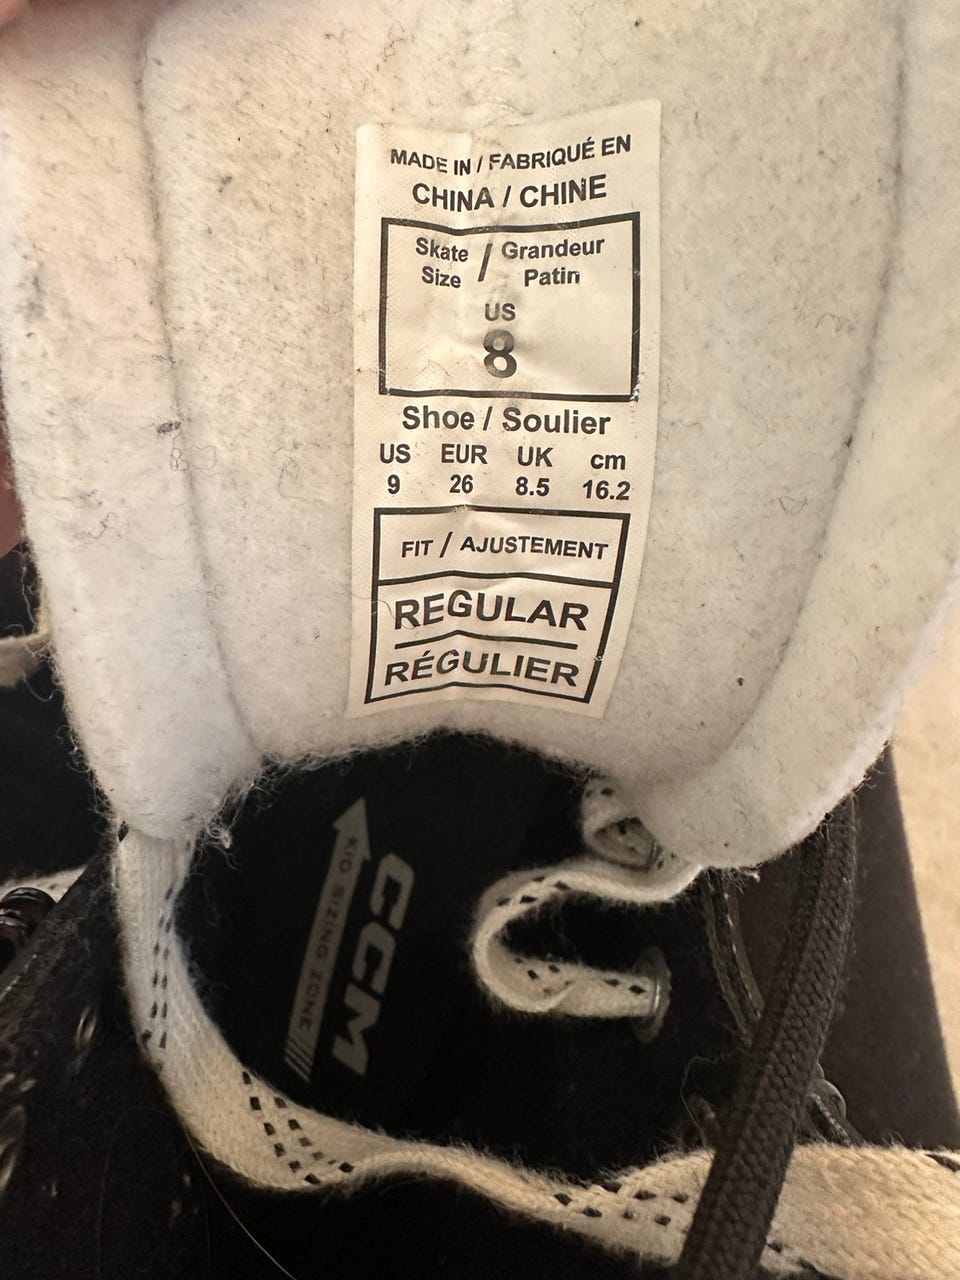 MADE IN / FABRIQUÉ EN
CHINA / CHINE
Skate Size / Grandeur Patin
US
8
Shoe / Soulier
US EUR UK cm
9 26 8.5 16.2
FIT / AJUSTEMENT
REGULAR
RÉGULIER
KID SIZING ZONE
CCM